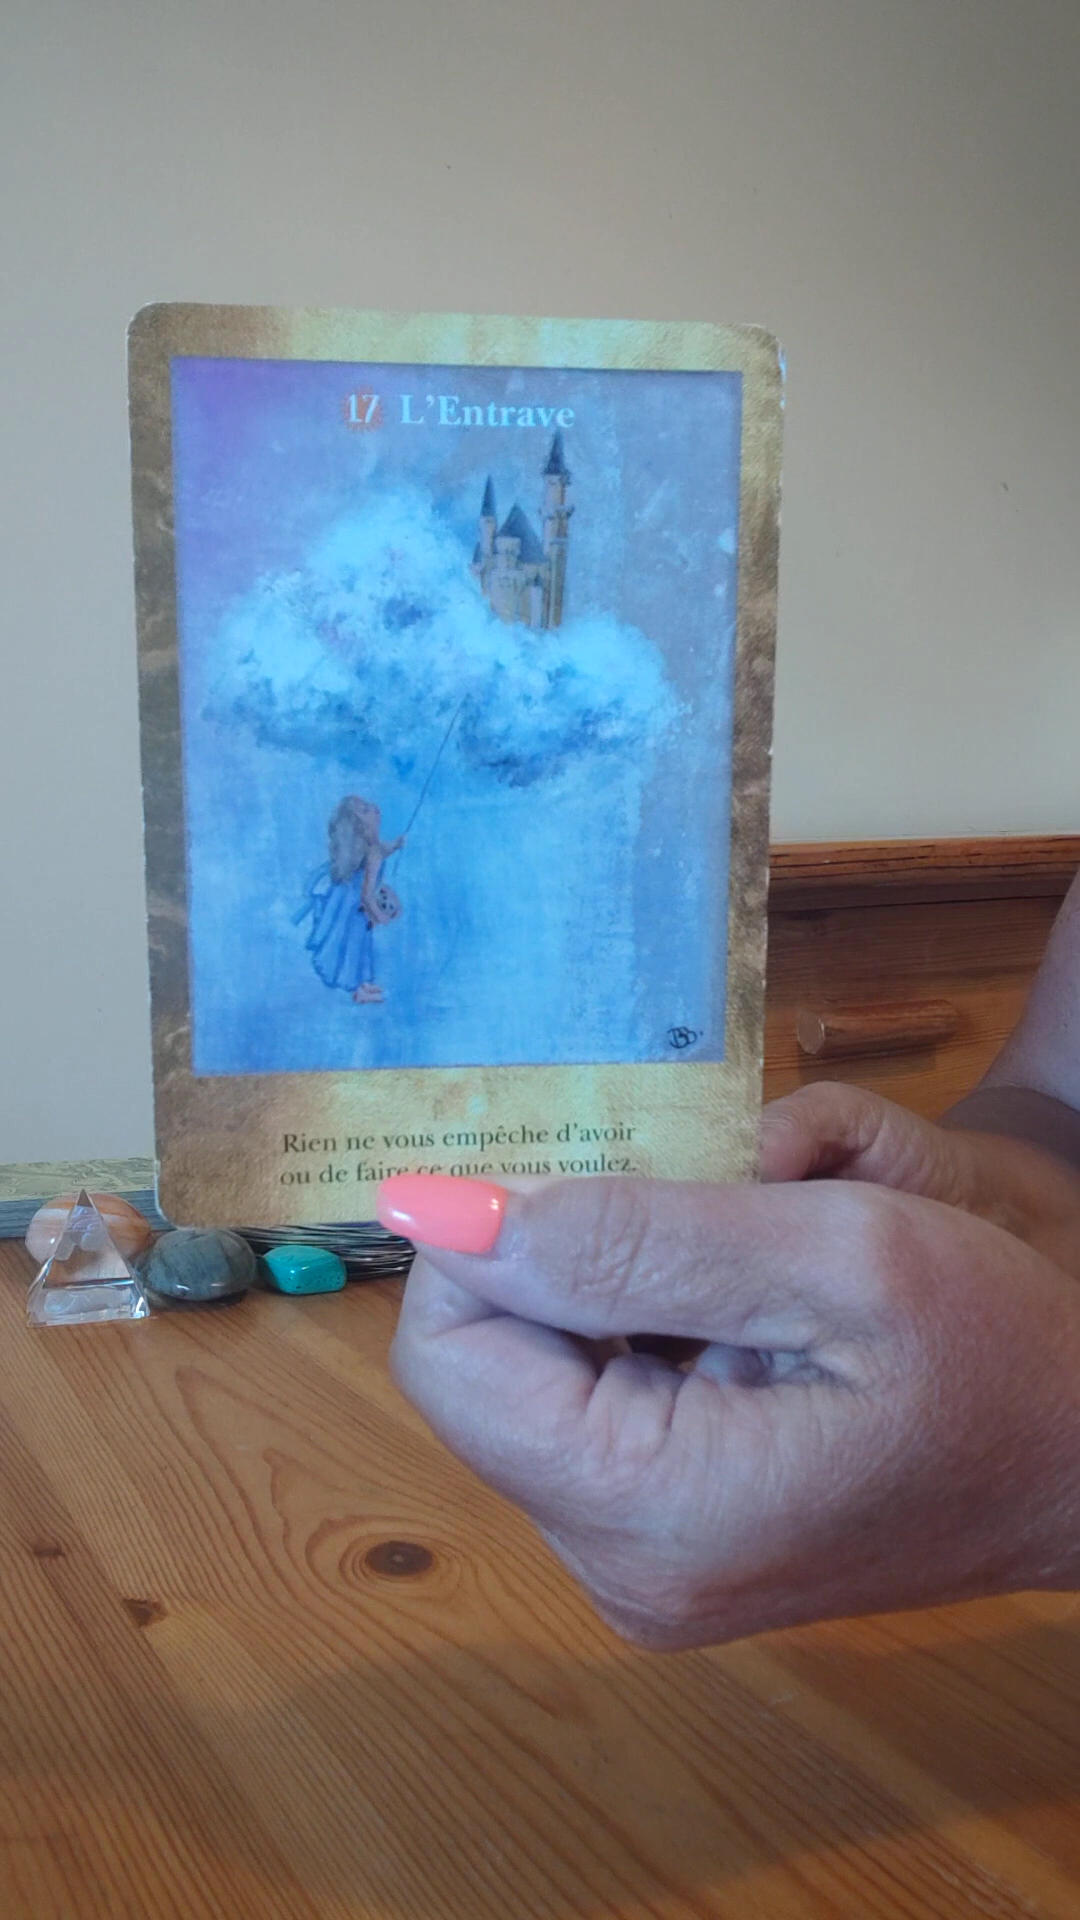 17 L'Entrave
Rien ne vous empêche d'avoir
ou de faire ce que vous voulez.